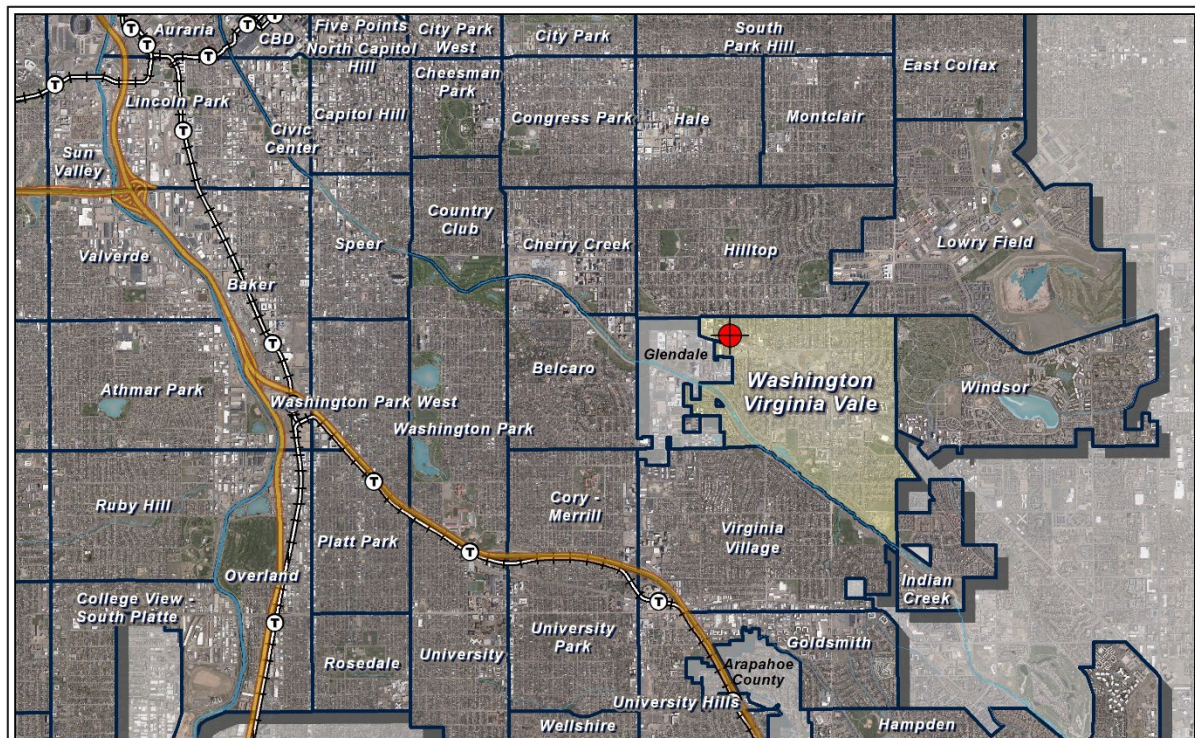 Auraria
CBD
Five Points
North Capitol
Hill
City Park
West
City Park
South
Park Hill
East Colfax
Lincoln Park
Capitol Hill
Cheesman
Park
Congress Park
Hale
Montclair
Civic
Center
Sun
Valley
Valverde
Baker
Speer
Country
Club
Cherry Creek
Hilltop
Lowry Field
Athmar Park
Washington Park West
Washington Park
Belcaro
Glendale
Washington
Virginia Vale
Windsor
Ruby Hill
Platt Park
Cory -
Merrill
Virginia
Village
Indian
Creek
Overland
College View -
South Platte
Rosedale
University
University
Park
Goldsmith
Arapahoe
County
University Hills
Wellshire
Hampden
T
T
T
T
T
T
T
T
T
T
T
T
T